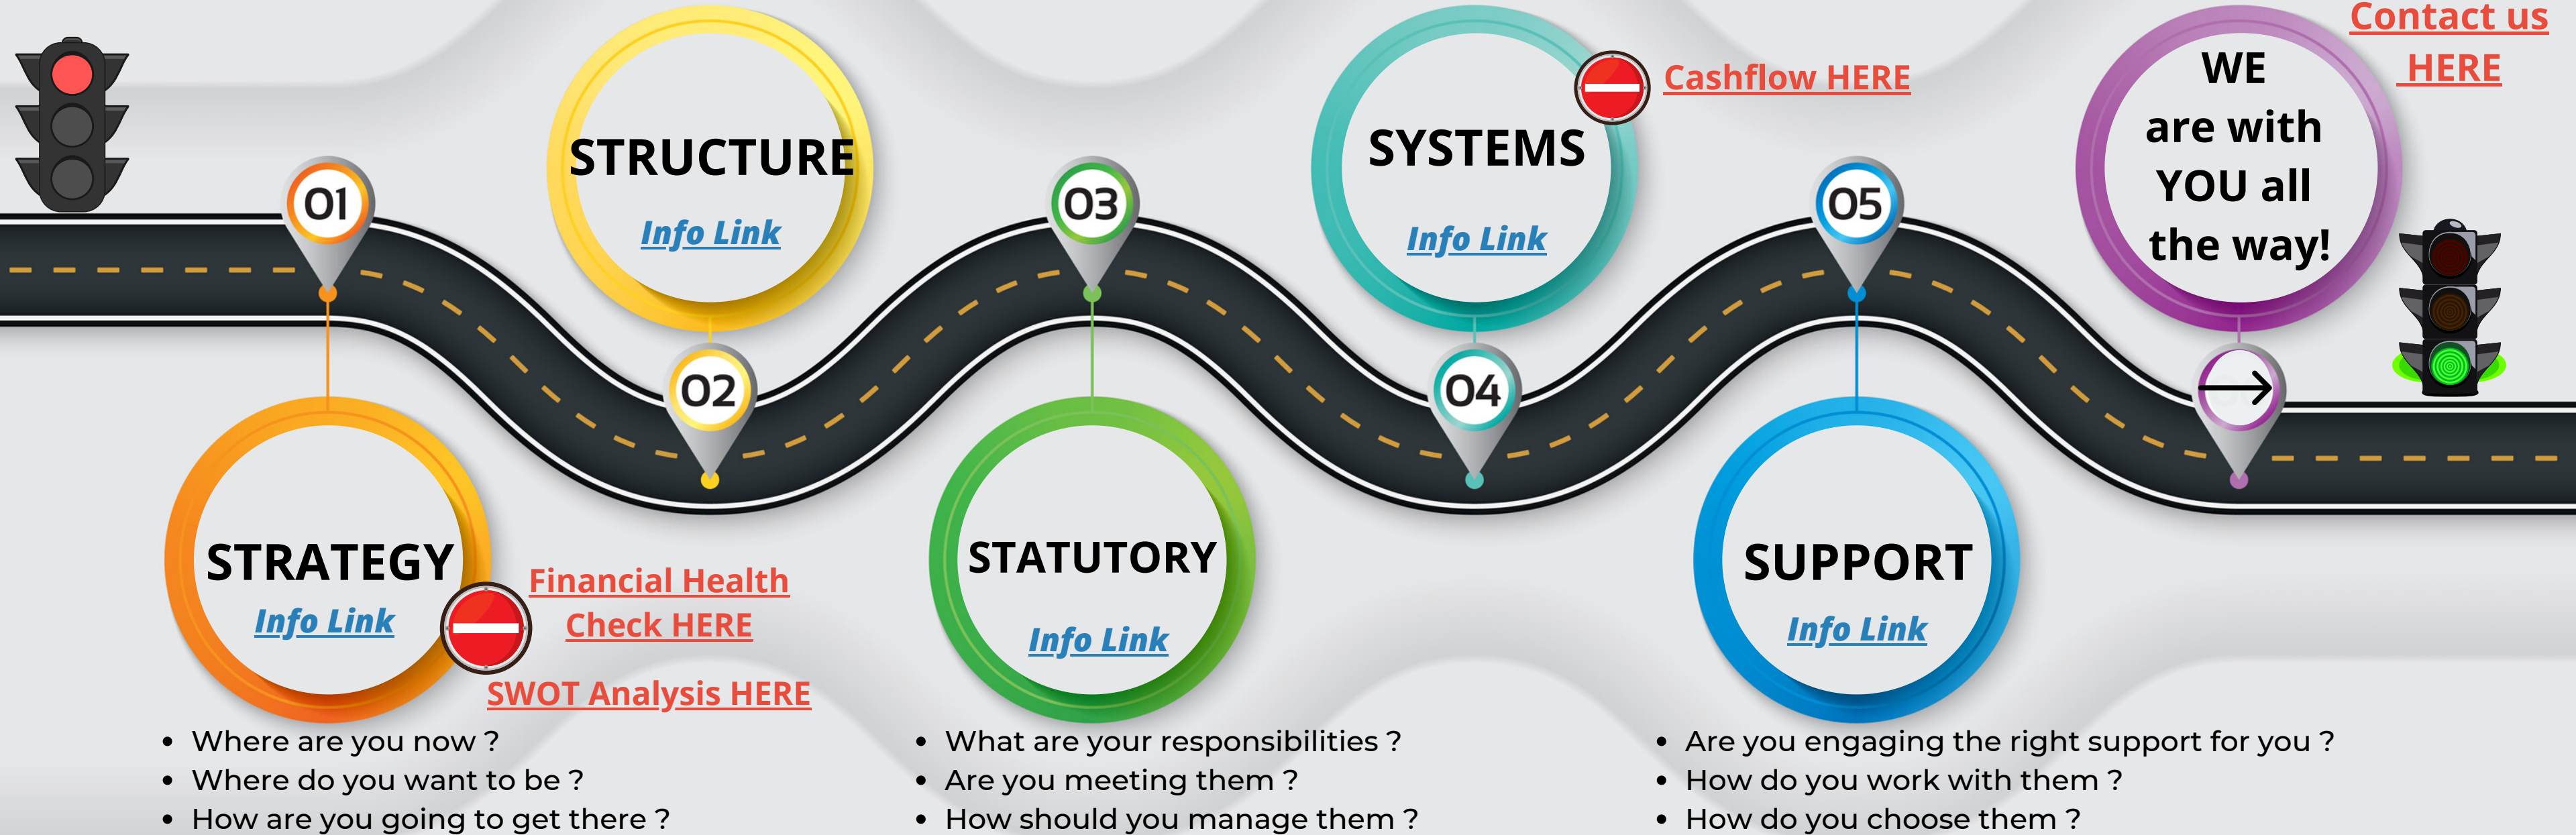 01
STRATEGY
Info Link
Financial Health
Check HERE
SWOT Analysis HERE
• Where are you now ?
• Where do you want to be ?
• How are you going to get there ?
STRUCTURE
Info Link
02
03
STATUTORY
Info Link
• What are your responsibilities ?
• Are you meeting them ?
• How should you manage them ?
SYSTEMS
Info Link
Cashflow HERE
04
05
SUPPORT
Info Link
• Are you engaging the right support for you ?
• How do you work with them ?
• How do you choose them ?
WE
are with
YOU all
the way!
Contact us
HERE